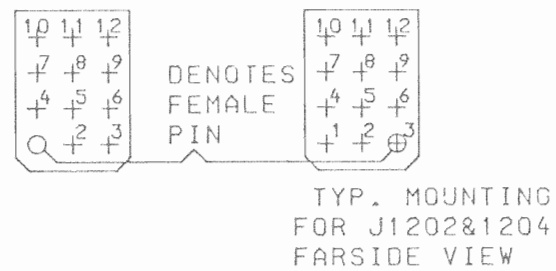 10 11 12
7 8 9
4 5 6
2 3
DENOTES
FEMALE
PIN
10 11 12
7 8 9
4 5 6
1 2 3
TYP. MOUNTING
FOR J1202&1204
FARSIDE VIEW